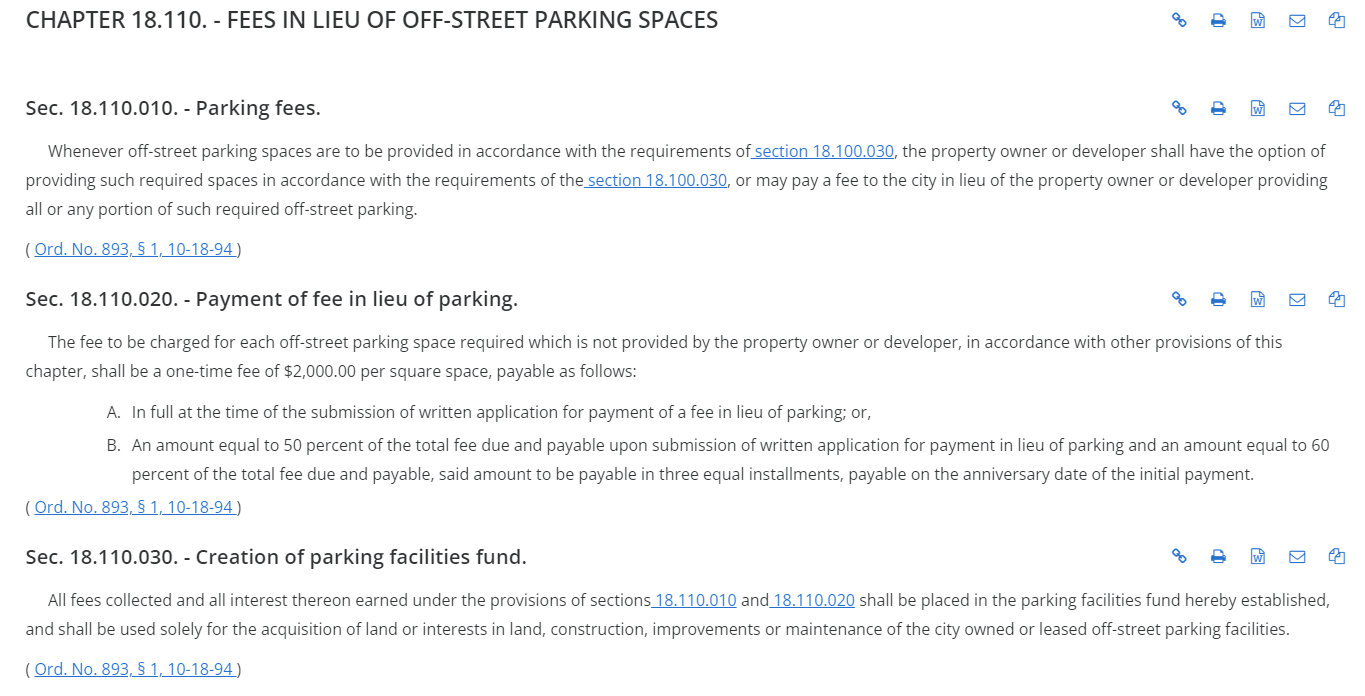 CHAPTER 18.110. - FEES IN LIEU OF OFF-STREET PARKING SPACES
Sec. 18.110.010. - Parking fees.
Whenever off-street parking spaces are to be provided in accordance with the requirements of section 18.100.030, the property owner or developer shall have the option of
providing such required spaces in accordance with the requirements of the section 18.100.030, or may pay a fee to the city in lieu of the property owner or developer providing
all or any portion of such required off-street parking.
( Ord. No. 893, § 1, 10-18-94 )
Sec. 18.110.020. - Payment of fee in lieu of parking.
The fee to be charged for each off-street parking space required which is not provided by the property owner or developer, in accordance with other provisions of this
chapter, shall be a one-time fee of $2,000.00 per square space, payable as follows:
A. In full at the time of the submission of written application for payment of a fee in lieu of parking; or,
B. An amount equal to 50 percent of the total fee due and payable upon submission of written application for payment in lieu of parking and an amount equal to 60
percent of the total fee due and payable, said amount to be payable in three equal installments, payable on the anniversary date of the initial payment.
( Ord. No. 893, § 1, 10-18-94 )
Sec. 18.110.030. - Creation of parking facilities fund.
All fees collected and all interest thereon earned under the provisions of sections 18.110.010 and 18.110.020 shall be placed in the parking facilities fund hereby established,
and shall be used solely for the acquisition of land or interests in land, construction, improvements or maintenance of the city owned or leased off-street parking facilities.
( Ord. No. 893, § 1, 10-18-94 )